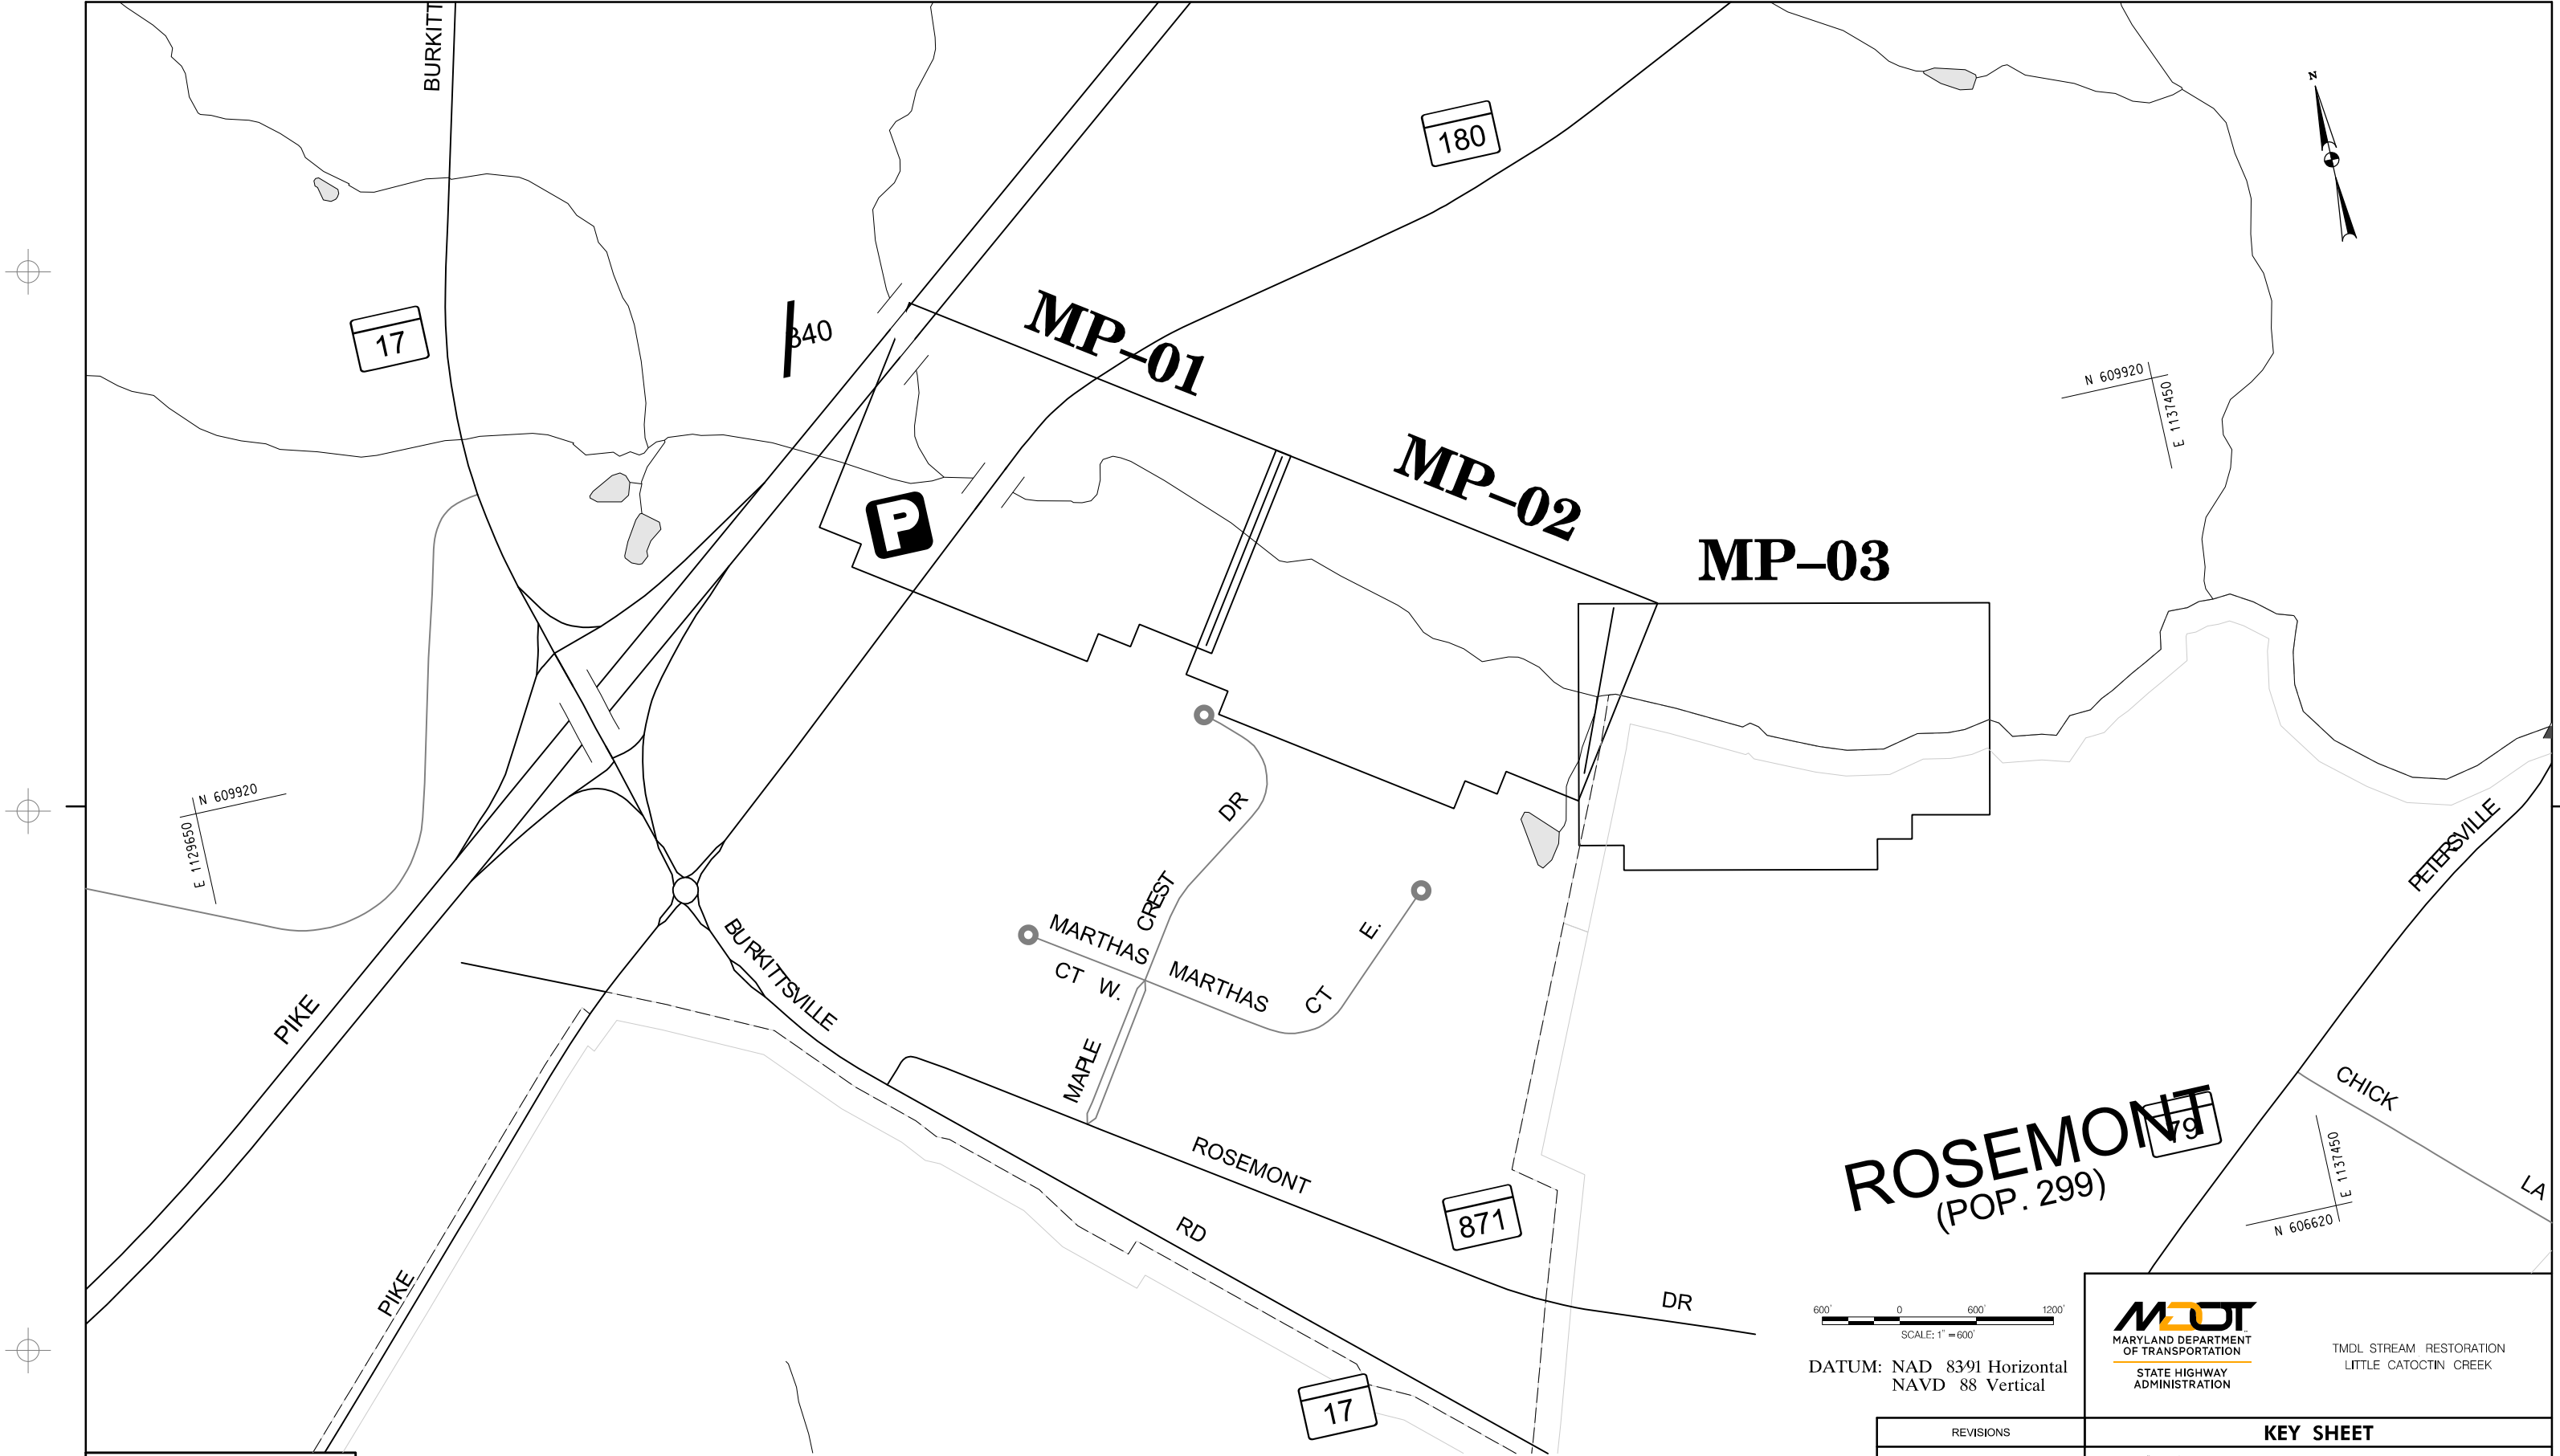 BURKITT
180
N
17
340
MP-01
N 609920
E 1137450
MP-02
P
MP-03
N 609920
E 1129650
DR
CREST
PETERSVILLE
MARTHAS
CT W.
MARTHAS
CT
E.
BURKITTSVILLE
PIKE
MAPLE
CHICK
LA
ROSEMONT
79
(POP. 299)
E 1137450
N 606620
ROSEMONT
871
RD
PIKE
DR
17
600' 0 600' 1200'
SCALE: 1" = 600'
DATUM: NAD 83/91 Horizontal
NAVD 88 Vertical
MDOT
MARYLAND DEPARTMENT
OF TRANSPORTATION
STATE HIGHWAY
ADMINISTRATION
TMDL STREAM RESTORATION
LITTLE CATOCTIN CREEK
REVISIONS
KEY SHEET